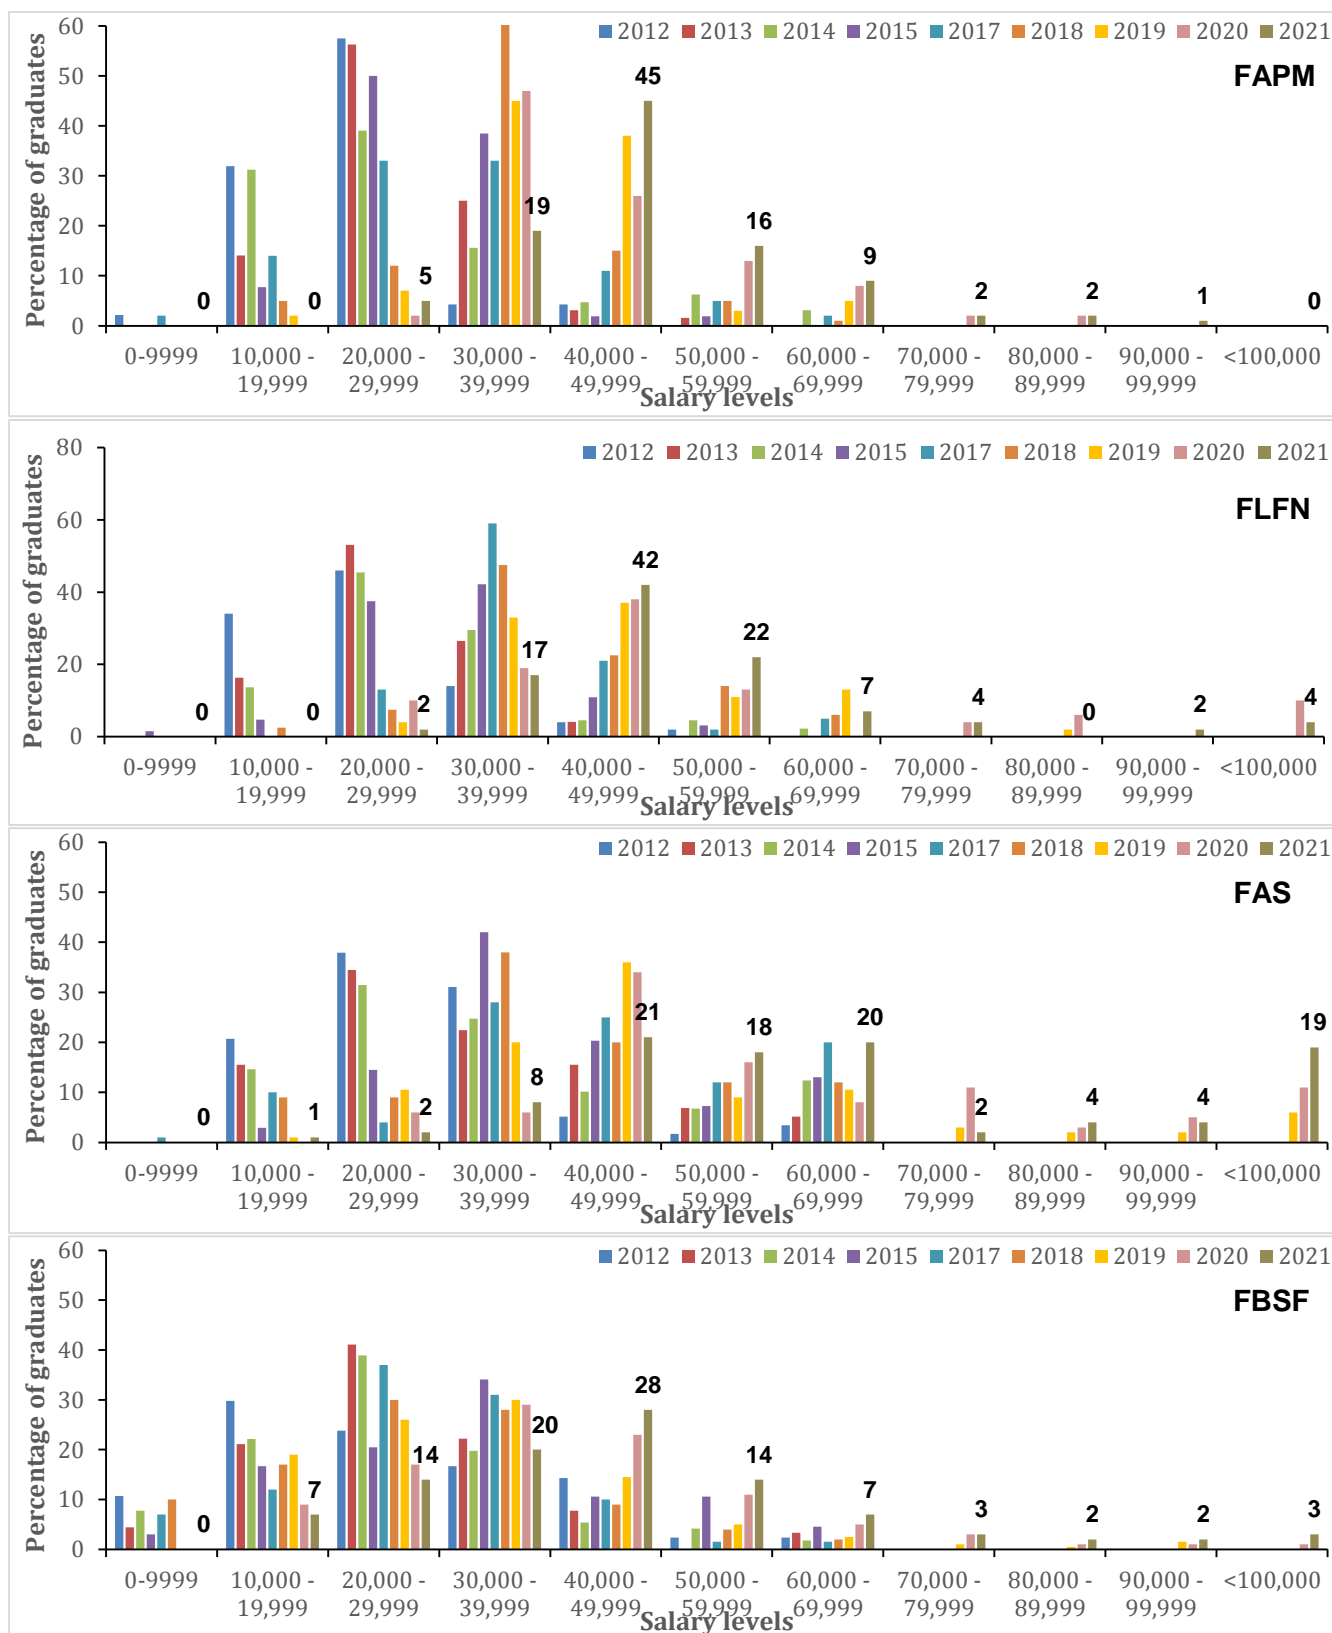 60
2012 2013 2014 2015 2017 2018 2019 2020 2021
FAPM
50
45
40
30
20
19
16
10
9
5
0 0 2 2 1 0
0
Percentage of graduates
0-9999 10,000 - 20,000 - 30,000 - 40,000 - 50,000 - 60,000 - 70,000 - 80,000 - 90,000 - <100,000
19,999 29,999 39,999 49,999 59,999 69,999 79,999 89,999 99,999
Salary levels
80
2012 2013 2014 2015 2017 2018 2019 2020 2021
FLFN
60
42
40
22
20
17
7
0 0 2 4 0 2 4
0
Percentage of graduates
0-9999 10,000 - 20,000 - 30,000 - 40,000 - 50,000 - 60,000 - 70,000 - 80,000 - 90,000 - <100,000
19,999 29,999 39,999 49,999 59,999 69,999 79,999 89,999 99,999
Salary levels
60
2012 2013 2014 2015 2017 2018 2019 2020 2021
FAS
50
40
30
21 18 20 19
20
8
10
0 1 2 2 4 4
0
Percentage of graduates
0-9999 10,000 - 20,000 - 30,000 - 40,000 - 50,000 - 60,000 - 70,000 - 80,000 - 90,000 - <100,000
19,999 29,999 39,999 49,999 59,999 69,999 79,999 89,999 99,999
Salary levels
60
2012 2013 2014 2015 2017 2018 2019 2020 2021
FBSF
50
40
28
30
20
20
14 14
10
7 7
0 3 2 2 3
0
Percentage of graduates
0-9999 10,000 - 20,000 - 30,000 - 40,000 - 50,000 - 60,000 - 70,000 - 80,000 - 90,000 - <100,000
19,999 29,999 39,999 49,999 59,999 69,999 79,999 89,999 99,999
Salary levels